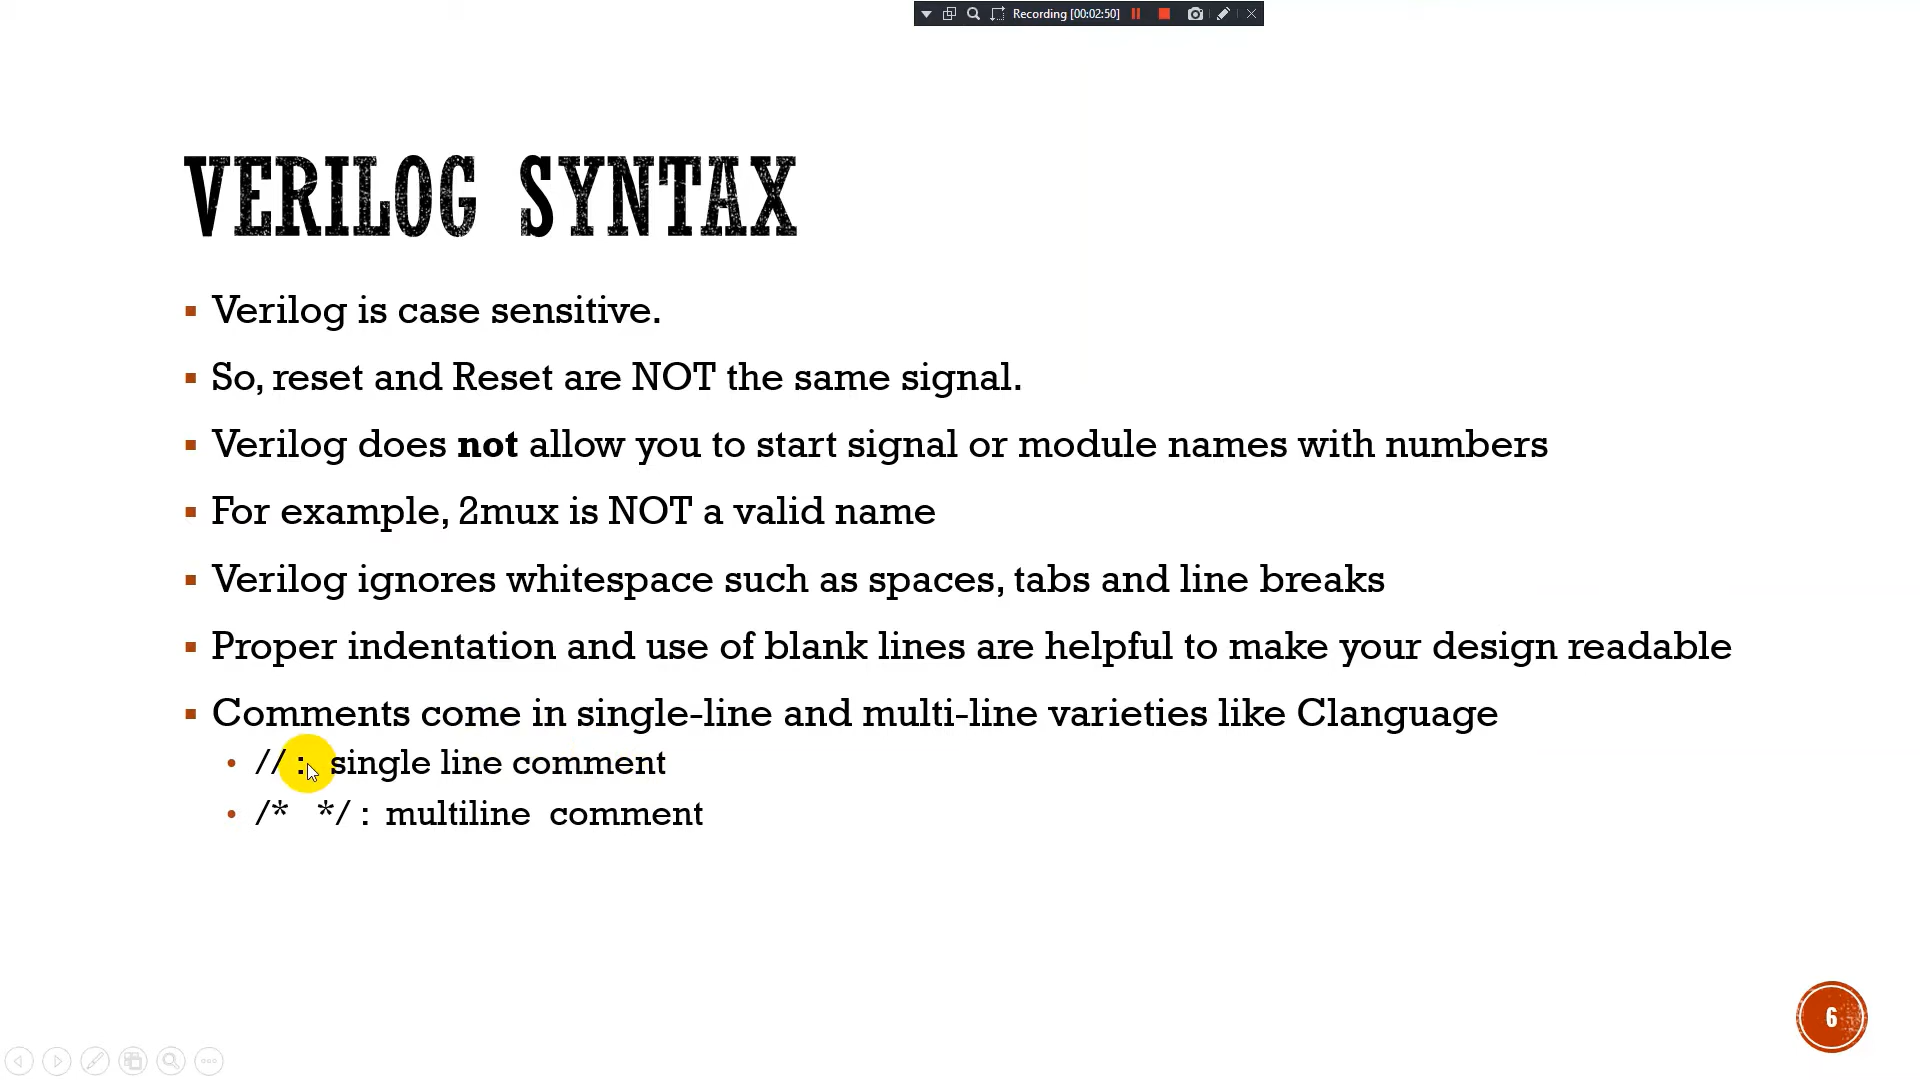 Recording [00:02:50]
VERILOG SYNTAX
▪ Verilog is case sensitive.
▪ So, reset and Reset are NOT the same signal.
▪ Verilog does not allow you to start signal or module names with numbers
▪ For example, 2mux is NOT a valid name
▪ Verilog ignores whitespace such as spaces, tabs and line breaks
▪ Proper indentation and use of blank lines are helpful to make your design readable
▪ Comments come in single-line and multi-line varieties like Clanguage
• // : single line comment
• /* */ : multiline comment
6